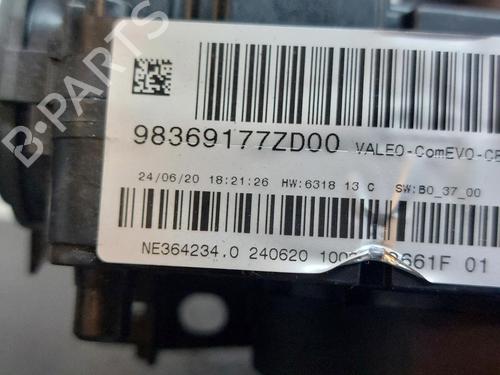 98369177ZD00 VALEO-ComEVO-CE
24/06/20 18:21:26 HW:6318 13 C SW:B0_37_00
NE364234.0 240620 661F 01
B-PARTS